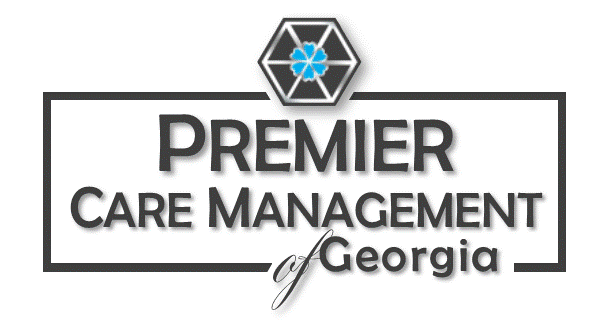 PREMIER
CARE MANAGEMENT
of Georgia